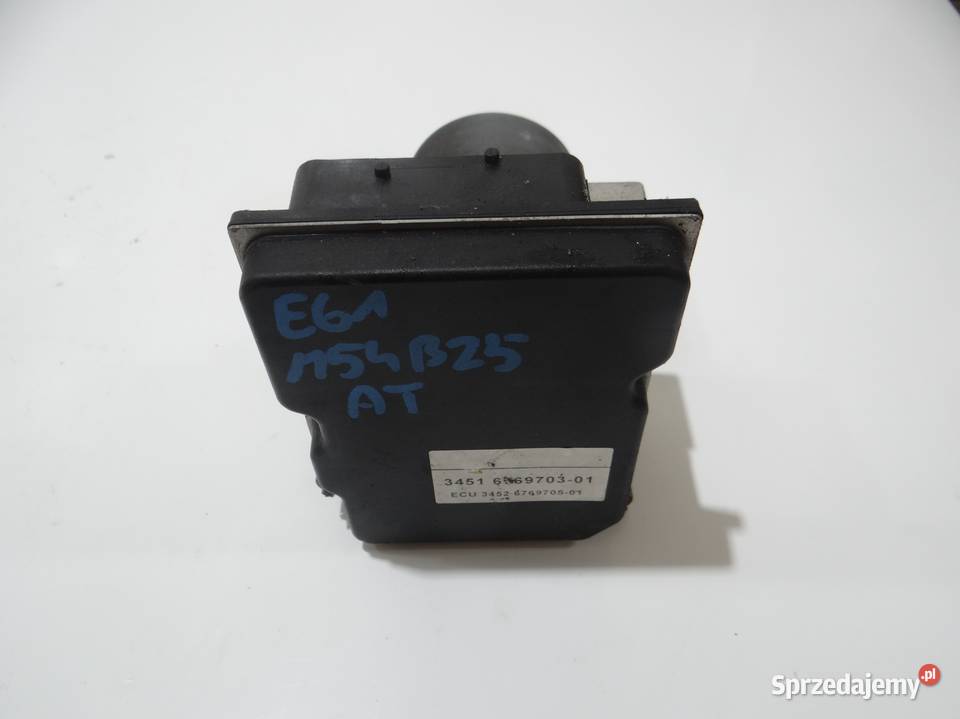 E61
M54B25
AT
3451 6769703-01
ECU 3452 6769705-01
Sprzedajemy.pl